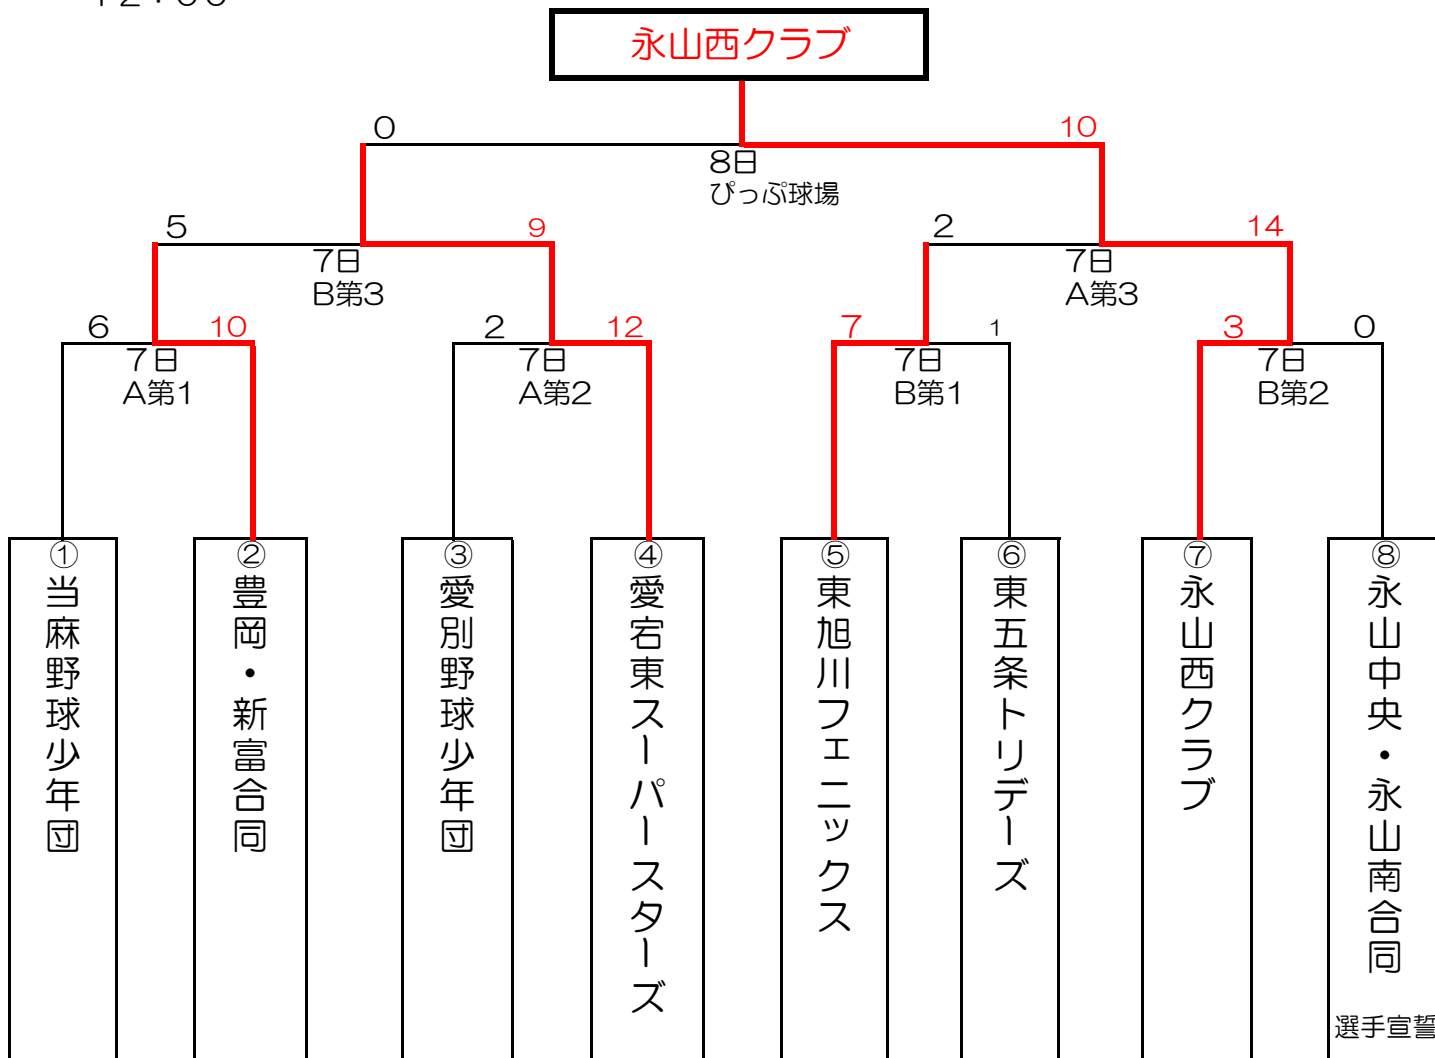 永山西クラブ
0
10
8日
ぴっぷ球場
5
9
2
14
7日
B第3
7日
A第3
6
10
2
12
7
1
3
0
7日
A第1
7日
A第2
7日
B第1
7日
B第2
①
当麻野球少年団
②
豊岡・新富合同
③
愛別野球少年団
④
愛宕東スーパースターズ
⑤
東旭川フェニックス
⑥
東五条トリデーズ
⑦
永山西クラブ
⑧
永山中央・永山南合同
選手宣誓